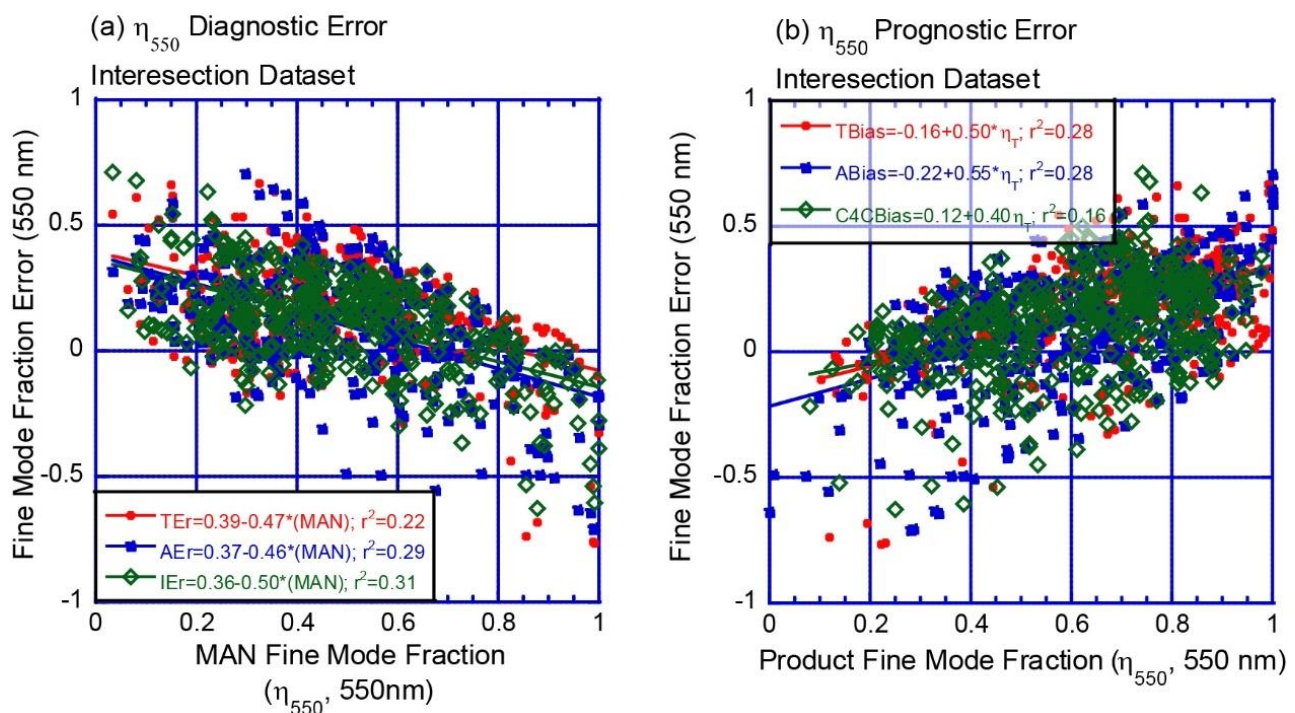 (a) η550 Diagnostic Error
Interesection Dataset
1
0.5
0
-0.5
-1
Fine Mode Fraction Error (550 nm)
TEr=0.39-0.47*(MAN); r2=0.22
AEr=0.37-0.46*(MAN); r2=0.29
IEr=0.36-0.50*(MAN); r2=0.31
0 0.2 0.4 0.6 0.8 1
MAN Fine Mode Fraction
(η550, 550nm)
(b) η550 Prognostic Error
Interesection Dataset
1
0.5
0
-0.5
-1
Fine Mode Fraction Error (550 nm)
TBias=-0.16+0.50* ηT; r2=0.28
ABias=-0.22+0.55* ηT; r2=0.28
C4CBias=0.12+0.40 ηT; r2=0.16
0 0.2 0.4 0.6 0.8 1
Product Fine Mode Fraction (η550, 550 nm)